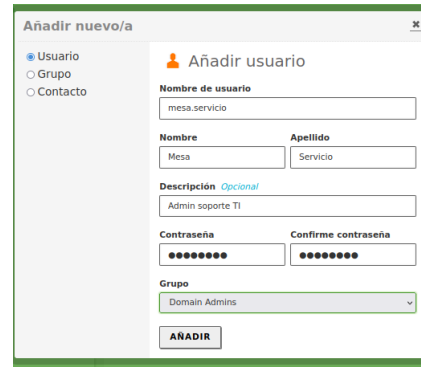 Añadir nuevo/a
x
Usuario
Grupo
Contacto
Añadir usuario
Nombre de usuario
mesa.servicio
Nombre Apellido
Mesa Servicio
Descripción Opcional
Admin soporte TI
Contraseña Confirme contraseña
●●●●●●●● ●●●●●●●●
Grupo
Domain Admins
AÑADIR